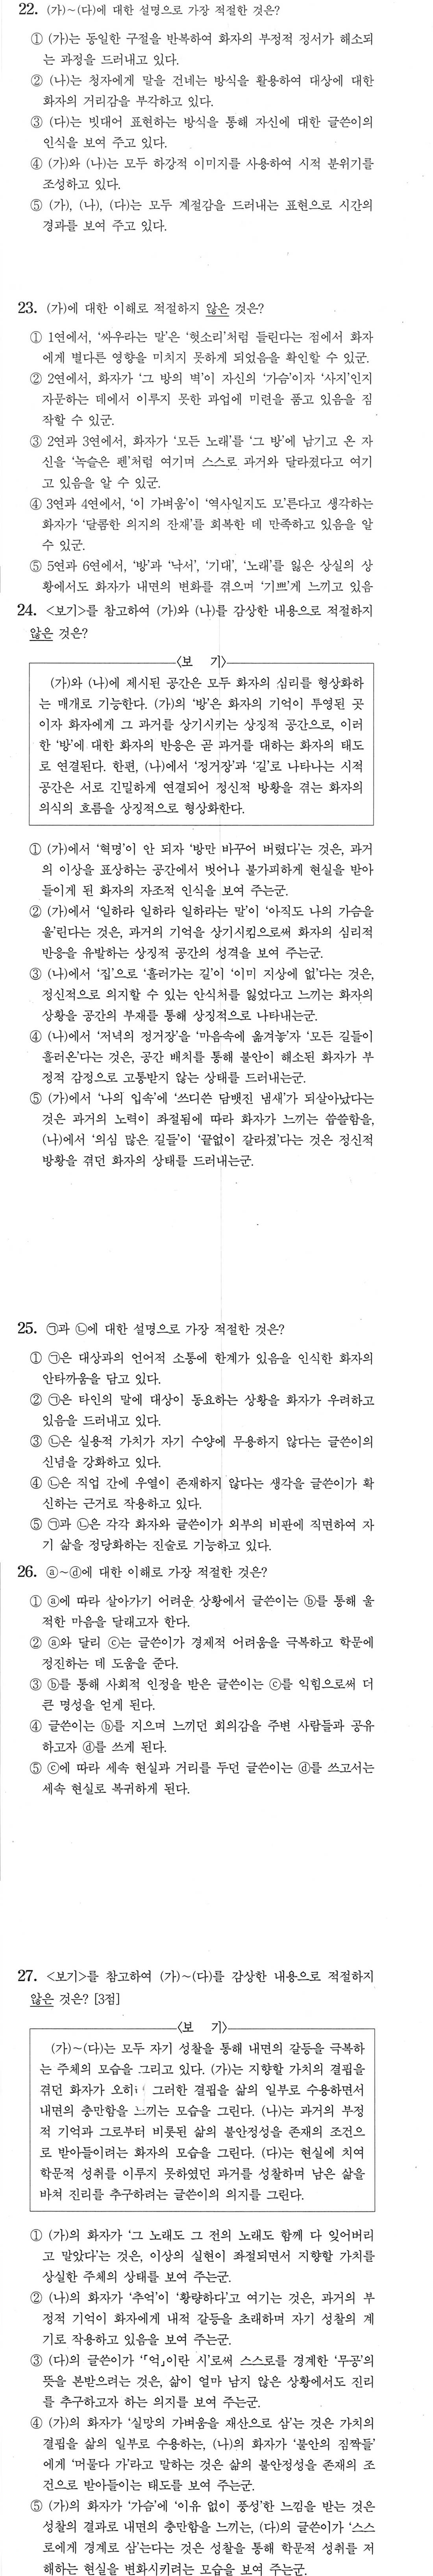 22. (가)~(다)에 대한 설명으로 가장 적절한 것은?
① (가)는 동일한 구절을 반복하여 화자의 부정적 정서가 해소되
는 과정을 드러내고 있다.
② (나)는 청자에게 말을 건네는 방식을 활용하여 대상에 대한
화자의 거리감을 부각하고 있다.
③ (다)는 빗대어 표현하는 방식을 통해 자신에 대한 글쓴이의
인식을 보여 주고 있다.
④ (가)와 (나)는 모두 하강적 이미지를 사용하여 시적 분위기를
조성하고 있다.
⑤ (가), (나), (다)는 모두 계절감을 드러내는 표현으로 시간의
경과를 보여 주고 있다.
23. (가)에 대한 이해로 적절하지 않은 것은?
① 1연에서, ‘싸우라는 말’은 ‘헛소리’처럼 들린다는 점에서 화자
에게 별다른 영향을 미치지 못하게 되었음을 확인할 수 있군.
② 2연에서, 화자가 ‘그 방의 벽’이 자신의 ‘가슴’이자 ‘사지’인지
자문하는 데에서 이루지 못한 과업에 미련을 품고 있음을 짐
작할 수 있군.
③ 2연과 3연에서, 화자가 ‘모든 노래’를 ‘그 방’에 남기고 온 자
신을 ‘녹슬은 펜’처럼 여기며 스스로 과거와 달라졌다고 여기
고 있음을 알 수 있군.
④ 3연과 4연에서, ‘이 가벼움’이 ‘역사일지도 모’른다고 생각하는
화자가 ‘달콤한 의지의 잔재’를 회복한 데 만족하고 있음을 알
수 있군.
⑤ 5연과 6연에서, ‘방’과 ‘낙서’, ‘기대’, ‘노래’를 잃은 상실의 상
황에서도 화자가 내면의 변화를 겪으며 ‘기쁘’게 느끼고 있음
24. <보기>를 참고하여 (가)와 (나)를 감상한 내용으로 적절하지
않은 것은?
<보 기>
(가)와 (나)에 제시된 공간은 모두 화자의 심리를 형상화하
는 매개로 기능한다. (가)의 ‘방’은 화자의 기억이 투영된 곳
이자 화자에게 그 과거를 상기시키는 상징적 공간으로, 이러
한 ‘방’에 대한 화자의 반응은 곧 과거를 대하는 화자의 태도
로 연결된다. 한편, (나)에서 ‘정거장’과 ‘길’로 나타나는 시적
공간은 서로 긴밀하게 연결되어 정신적 방황을 겪는 화자의
의식의 흐름을 상징적으로 형상화한다.
① (가)에서 ‘혁명’이 안 되자 ‘방만 바꾸어 버렸다’는 것은, 과거
의 이상을 표상하는 공간에서 벗어나 불가피하게 현실을 받아
들이게 된 화자의 자조적 인식을 보여 주는군.
② (가)에서 ‘일하라 일하라 일하라는 말’이 ‘아직도 나의 가슴을
울’린다는 것은, 과거의 기억을 상기시킴으로써 화자의 심리적
반응을 유발하는 상징적 공간의 성격을 보여 주는군.
③ (나)에서 ‘집’으로 ‘흘러가는 길’이 ‘이미 지상에 없’다는 것은,
정신적으로 의지할 수 있는 안식처를 잃었다고 느끼는 화자의
상황을 공간의 부재를 통해 상징적으로 나타내는군.
④ (나)에서 ‘저녁의 정거장’을 ‘마음속에 옮겨놓’자 ‘모든 길들이
흘러온’다는 것은, 공간 배치를 통해 불안이 해소된 화자가 부
정적 감정으로 고통받지 않는 상태를 드러내는군.
⑤ (가)에서 ‘나의 입속’에 ‘쓰디쓴 담뱃진 냄새’가 되살아났다는
것은 과거의 노력이 좌절됨에 따라 화자가 느끼는 씁쓸함을,
(나)에서 ‘의심 많은 길들’이 ‘끝없이 갈라졌’다는 것은 정신적
방황을 겪던 화자의 상태를 드러내는군.
25. ㉠과 ㉡에 대한 설명으로 가장 적절한 것은?
① ㉠은 대상과의 언어적 소통에 한계가 있음을 인식한 화자의
안타까움을 담고 있다.
② ㉠은 타인의 말에 대상이 동요하는 상황을 화자가 우려하고
있음을 드러내고 있다.
③ ㉡은 실용적 가치가 자기 수양에 무용하지 않다는 글쓴이의
신념을 강화하고 있다.
④ ㉡은 직업 간에 우열이 존재하지 않다는 생각을 글쓴이가 확
신하는 근거로 작용하고 있다.
⑤ ㉠과 ㉡은 각각 화자와 글쓴이가 외부의 비판에 직면하여 자
기 삶을 정당화하는 진술로 기능하고 있다.
26. ⓐ~ⓓ에 대한 이해로 가장 적절한 것은?
① ⓐ에 따라 살아가기 어려운 상황에서 글쓴이는 ⓑ를 통해 울
적한 마음을 달래고자 한다.
② ⓐ와 달리 ⓒ는 글쓴이가 경제적 어려움을 극복하고 학문에
정진하는 데 도움을 준다.
③ ⓑ를 통해 사회적 인정을 받은 글쓴이는 ⓒ를 익힘으로써 더
큰 명성을 얻게 된다.
④ 글쓴이는 ⓑ를 지으며 느끼던 회의감을 주변 사람들과 공유
하고자 ⓓ를 쓰게 된다.
⑤ ⓒ에 따라 세속 현실과 거리를 두던 글쓴이는 ⓓ를 쓰고서는
세속 현실로 복귀하게 된다.
27. <보기>를 참고하여 (가)~(다)를 감상한 내용으로 적절하지
않은 것은? [3점]
<보 기>
(가)~(다)는 모두 자기 성찰을 통해 내면의 갈등을 극복하
는 주체의 모습을 그리고 있다. (가)는 지향할 가치의 결핍을
겪던 화자가 그러한 결핍을 삶의 일부로 수용하면서
내면의 충만함을 느끼는 모습을 그린다. (나)는 과거의 부정
적 기억과 그로부터 비롯된 삶의 불안정성을 존재의 조건으
로 받아들이려는 화자의 모습을 그린다. (다)는 현실에 치여
학문적 성취를 이루지 못하였던 과거를 성찰하며 남은 삶을
바쳐 진리를 추구하려는 글쓴이의 의지를 그린다.
① (가)의 화자가 ‘그 노래도 그 전의 노래도 함께 다 잊어버리
고 말았다’는 것은, 이상의 실현이 좌절되면서 지향할 가치를
상실한 주체의 상태를 보여 주는군.
② (나)의 화자가 ‘추억’이 ‘황량하다’고 여기는 것은, 과거의 부
정적 기억이 화자에게 내적 갈등을 초래하며 자기 성찰의 계
기로 작용하고 있음을 보여 주는군.
③ (다)의 글쓴이가 ‘「억」이란 시’로써 스스로를 경계한 ‘무공’의
뜻을 본받으려는 것은, 삶이 얼마 남지 않은 상황에서도 진리
를 추구하고자 하는 의지를 보여 주는군.
④ (가)의 화자가 ‘실망의 가벼움을 재산으로 삼’는 것은 가치의
결핍을 삶의 일부로 수용하는, (나)의 화자가 ‘불안의 짐짝들’
에게 ‘머물다 가’라고 말하는 것은 삶의 불안정성을 존재의 조
건으로 받아들이는 태도를 보여 주는군.
⑤ (가)의 화자가 ‘가슴’에 ‘이유 없이 풍성’한 느낌을 받는 것은
성찰의 결과로 내면의 충만함을 느끼는, (다)의 글쓴이가 ‘스스
로에게 경계로 삼’는다는 것은 성찰을 통해 학문적 성취를 저
해하는 현실을 변화시키려는 모습을 보여 주는군.